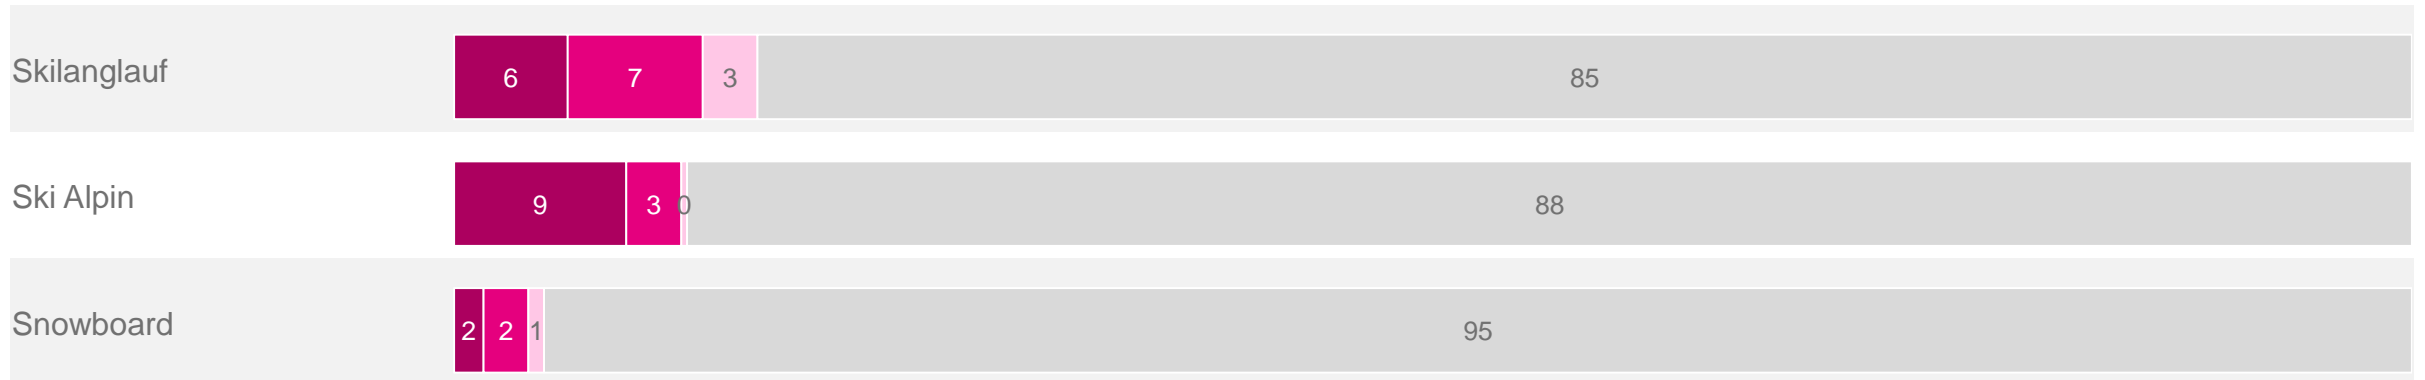 Skilanglauf 6 7 3 85
Ski Alpin 9 3 0 88
Snowboard 2 2 1 95